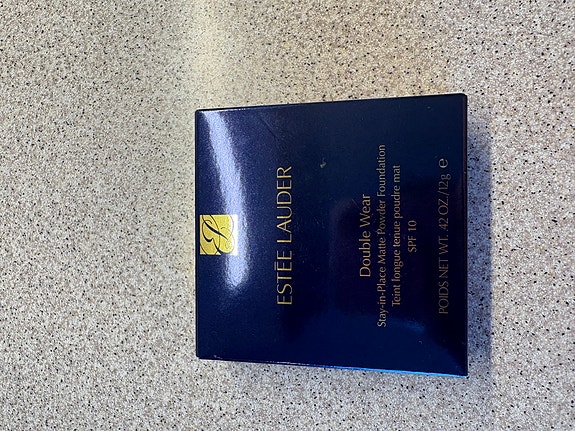 ESTĒE LAUDER
Double Wear
Stay-in-Place Matte Powder Foundation
Teint longue tenue poudre mat
SPF 10
POIDS NET WT. .42 OZ./12g e